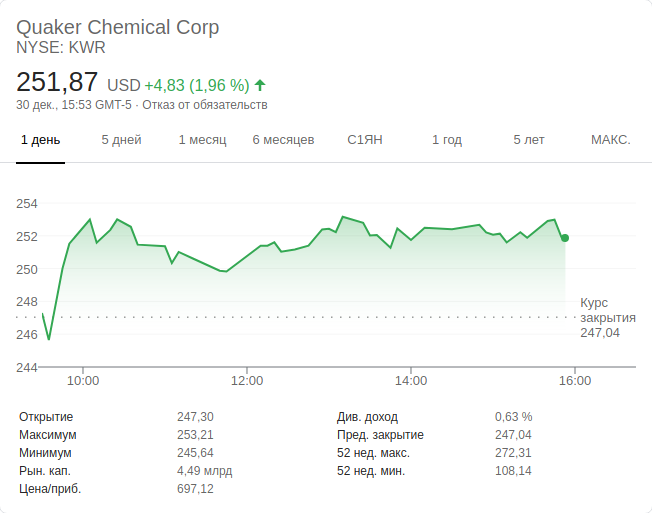 Quaker Chemical Corp
NYSE: KWR
251,87 USD +4,83 (1,96 %)
30 дек., 15:53 GMT-5 · Отказ от обязательств
1 день 5 дней 1 месяц 6 месяцев С1ЯН 1 год 5 лет МАКС.
254
252
250
248
246
244
Курс
закрытия
247,04
10:00 12:00 14:00 16:00
Открытие 247,30 Див. доход 0,63 %
Максимум 253,21 Пред. закрытие 247,04
Минимум 245,64 52 нед. макс. 272,31
Рын. кап. 4,49 млрд 52 нед. мин. 108,14
Цена/приб. 697,12